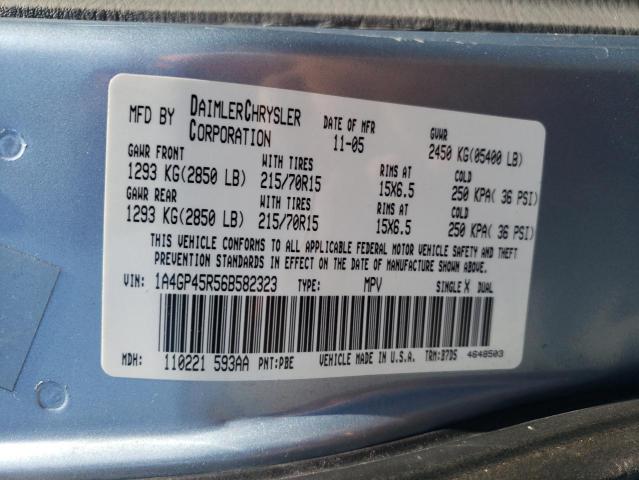 MFD BY DAIMLERCHRYSLER CORPORATION DATE OF MFR 11-05 GVWR 2450 KG(05400 LB)
GAWR FRONT WITH TIRES RIMS AT COLD
1293 KG(2850 LB) 215/70R15 15X6.5 250 KPA( 36 PSI)
GAWR REAR WITH TIRES RIMS AT COLD
1293 KG(2850 LB) 215/70R15 15X6.5 250 KPA( 36 PSI)
THIS VEHICLE CONFORMS TO ALL APPLICABLE FEDERAL MOTOR VEHICLE SAFETY AND THEFT
PREVENTION STANDARDS IN EFFECT ON THE DATE OF MANUFACTURE SHOWN ABOVE.
VIN: 1A4GP45R56B582323 TYPE: MPV SINGLE X DUAL
MDH: 110221 593AA PNT:PBE VEHICLE MADE IN U.S.A. TRM:B7D5 4648503